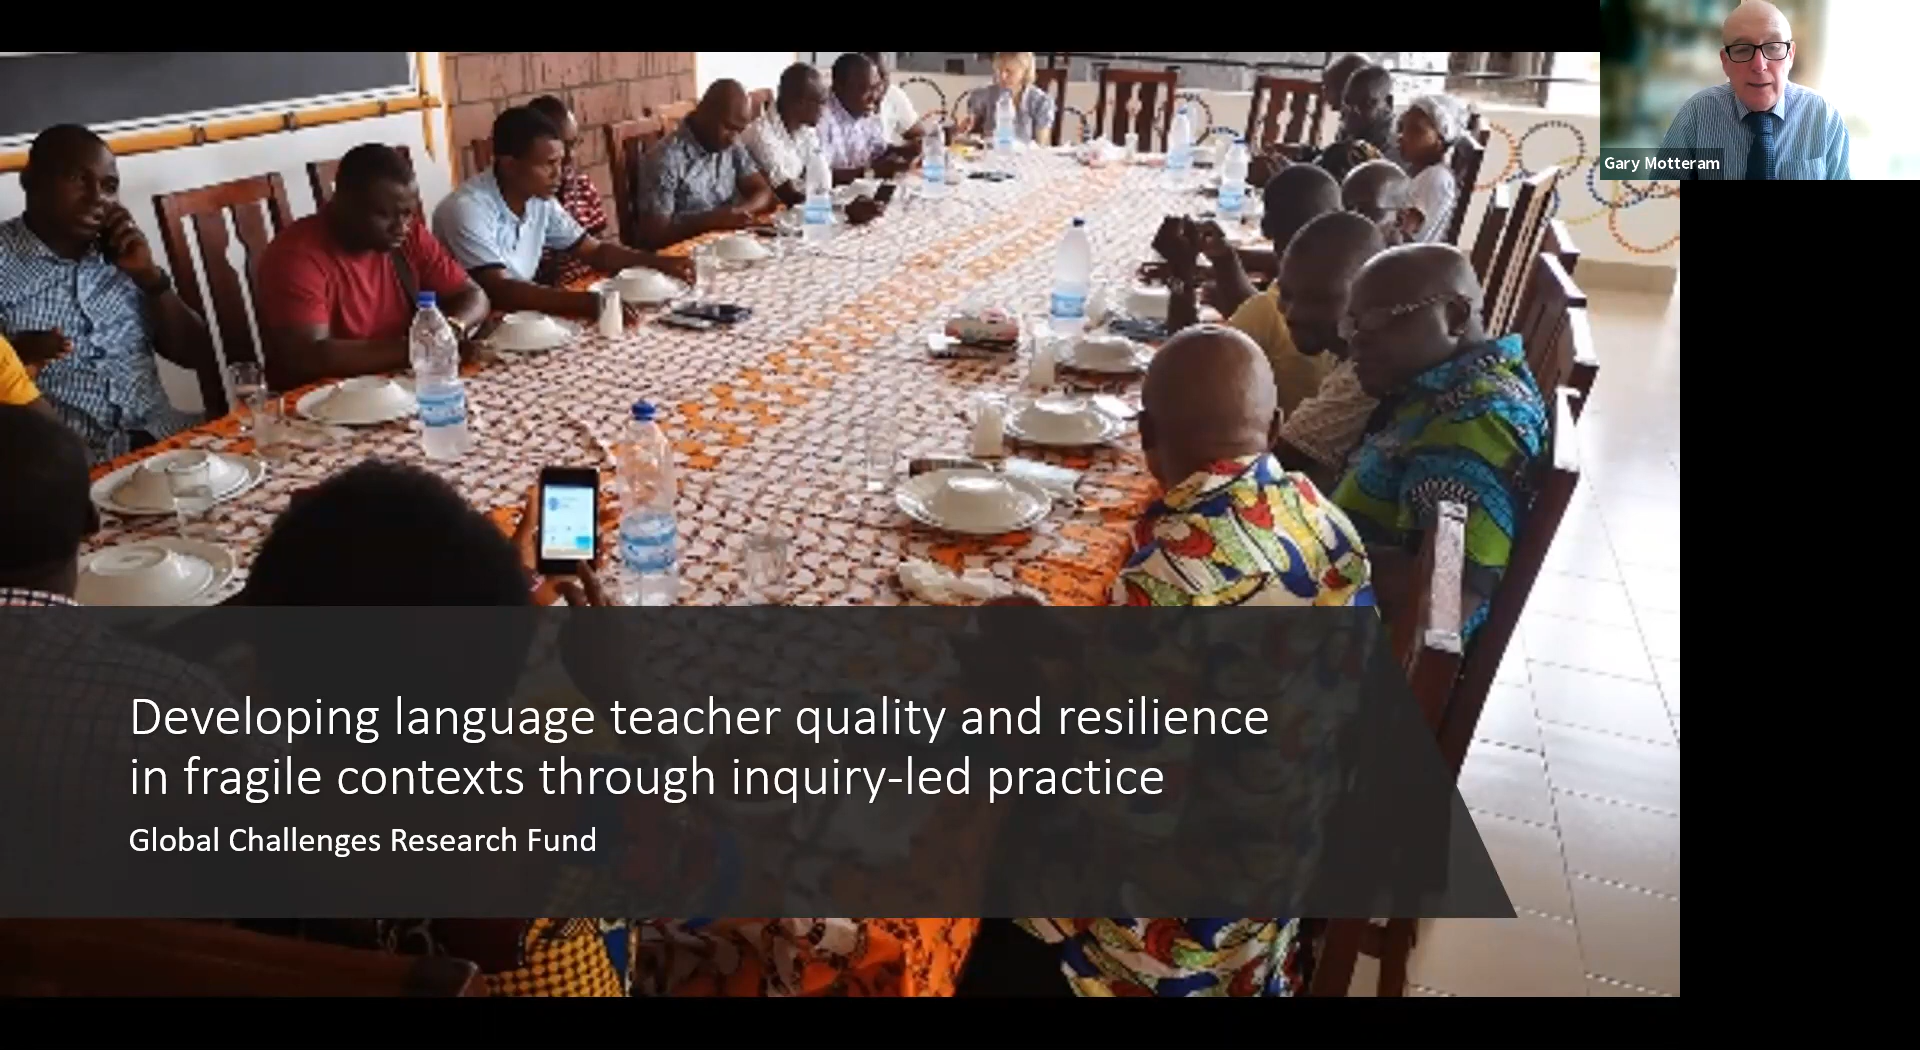 Gary Motteram
Developing language teacher quality and resilience
in fragile contexts through inquiry-led practice
Global Challenges Research Fund